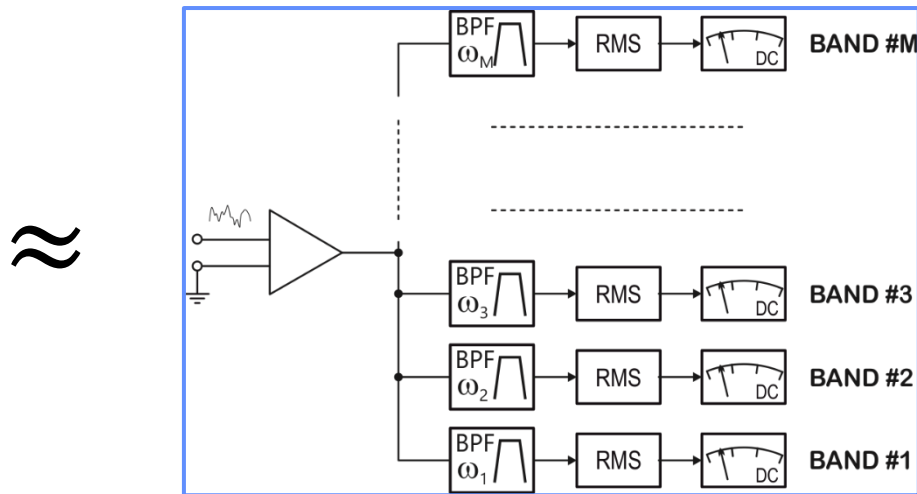 ≈
BPF
ω_M
RMS
DC
BAND #M
BPF
ω₃
RMS
DC
BAND #3
BPF
ω₂
RMS
DC
BAND #2
BPF
ω₁
RMS
DC
BAND #1